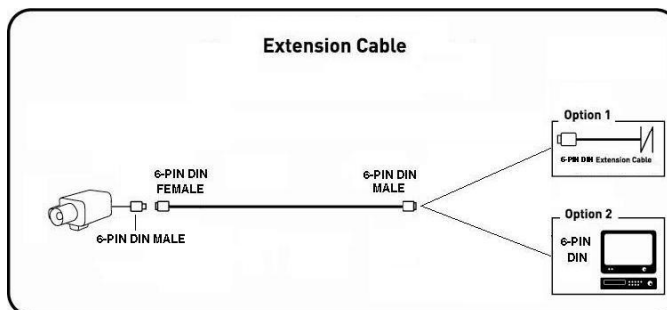 Extension Cable
Option 1
6-PIN DIN Extension Cable
6-PIN DIN
FEMALE
6-PIN DIN
MALE
6-PIN DIN MALE
Option 2
6-PIN
DIN